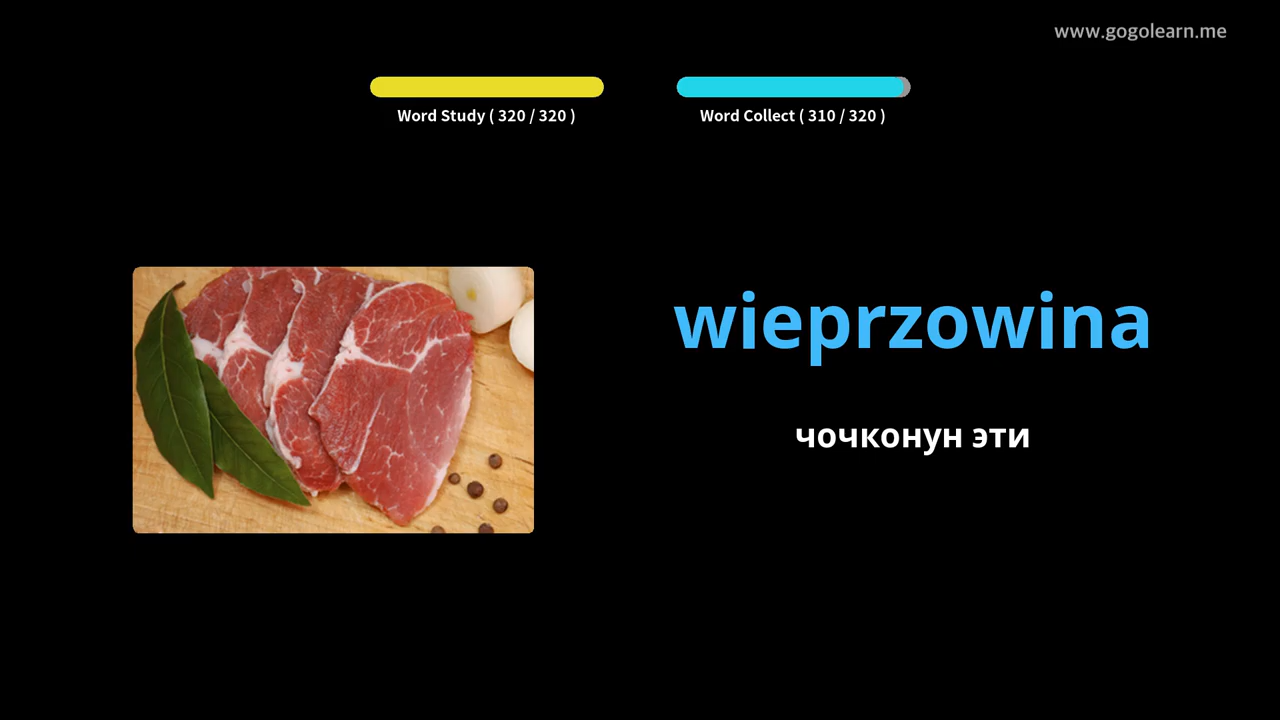 www.gogolearn.me
Word Study ( 320 / 320 )
Word Collect ( 310 / 320 )
wieprzowina
чочконун эти